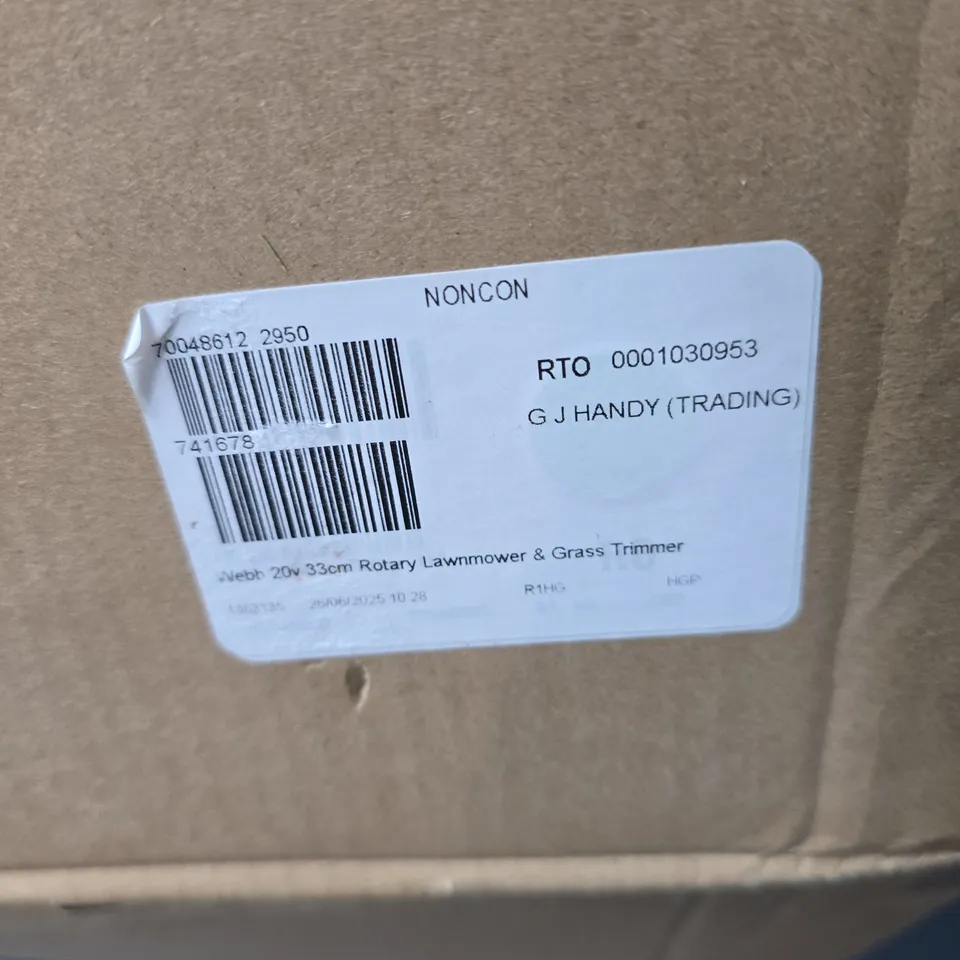 NONCON
70048612 2950
RTO 0001030953
G J HANDY (TRADING)
741678
Webb 20v 33cm Rotary Lawnmower & Grass Trimmer
26/06/2025 10 28 R1HG HGP